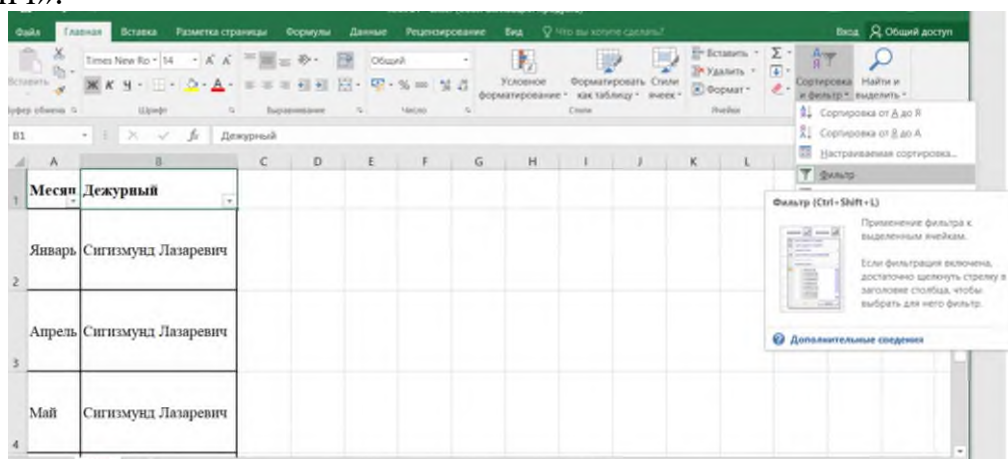 Файл Главная Вставка Разметка страницы Формулы Данные Рецензирование Вид Что вы хотите сделать? Вход Общий доступ
Times New Ro 14
Общий
Вставить
Ж К Ч
% 000
Условное форматирование
Форматировать как таблицу
Стили ячеек
Вставить
Удалить
Формат
Сортировка и фильтр
Найти и выделить
Шрифт
Выравнивание
Число
Стили
Ячейки
Сортировка от А до Я
Сортировка от Я до А
Настраиваемая сортировка...
Фильтр
B1 fx Дежурный
A B C D E F G H I J K L
1 Месяц Дежурный
2 Январь Сигизмунд Лазаревич
3 Апрель Сигизмунд Лазаревич
4 Май Сигизмунд Лазаревич
Фильтр (Ctrl+Shift+L)
Применение фильтра к
выделенным ячейкам.
Если фильтрация включена,
достаточно щелкнуть стрелку в
заголовке столбца, чтобы
выбрать для него фильтр.
Дополнительные сведения